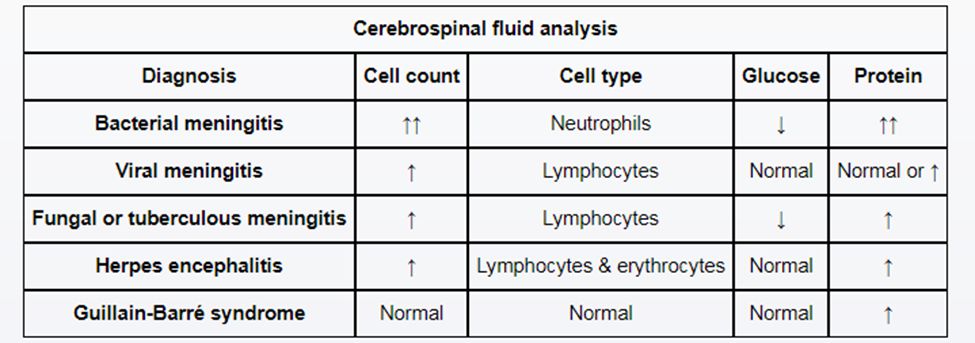 Cerebrospinal fluid analysis
Diagnosis Cell count Cell type Glucose Protein
Bacterial meningitis ↑↑ Neutrophils ↓ ↑↑
Viral meningitis ↑ Lymphocytes Normal Normal or ↑
Fungal or tuberculous meningitis ↑ Lymphocytes ↓ ↑
Herpes encephalitis ↑ Lymphocytes & erythrocytes Normal ↑
Guillain-Barré syndrome Normal Normal Normal ↑